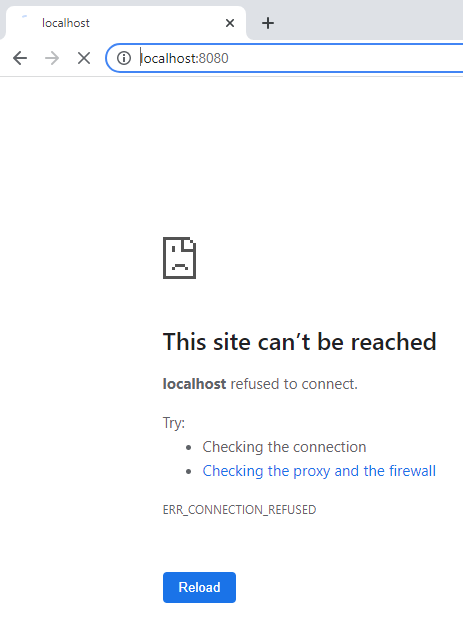 localhost
localhost:8080
This site can’t be reached
localhost refused to connect.
Try:
Checking the connection
Checking the proxy and the firewall
ERR_CONNECTION_REFUSED
Reload